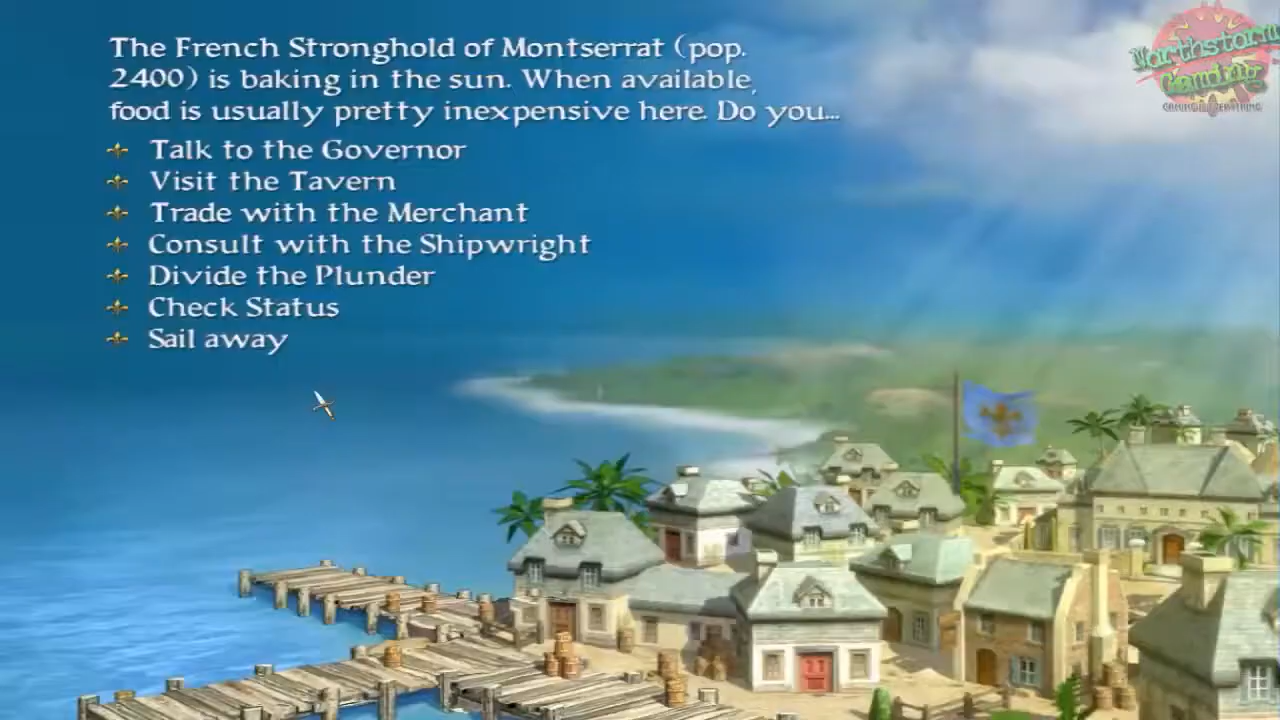 The French Stronghold of Montserrat (pop.
2400) is baking in the sun. When available,
food is usually pretty inexpensive here. Do you...
Talk to the Governor
Visit the Tavern
Trade with the Merchant
Consult with the Shipwright
Divide the Plunder
Check Status
Sail away
Northstorm
Gaming